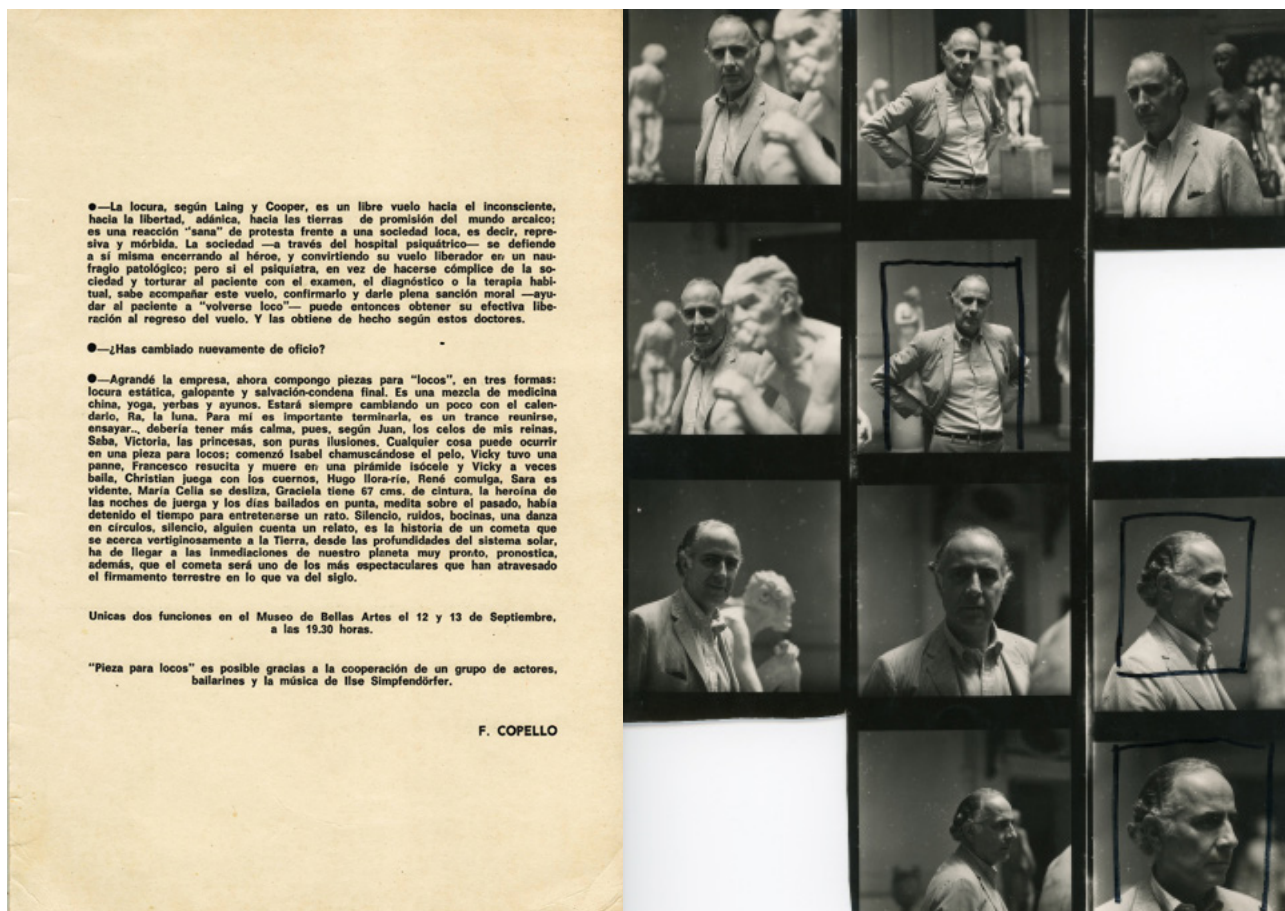 ●—La locura, según Laing y Cooper, es un libre vuelo hacia el inconsciente,
hacia la libertad, adánica, hacia las tierras de promisión del mundo arcaico;
es una reacción "sana" de protesta frente a una sociedad loca, es decir, repre-
siva y mórbida. La sociedad —a través del hospital psiquátrico— se defiende
a sí misma encerrando al héroe, y convirtiendo su vuelo liberador en un nau-
fragio patológico; pero si el psiquíatra, en vez de hacerse cómplice de la so-
ciedad y torturar al paciente con el examen, el diagnóstico o la terapia habi-
tual, sabe acompañar este vuelo, confirmarlo y darle plena sanción moral —ayu-
dar al paciente a "volverse loco"— puede entonces obtener su efectiva libe-
ración al regreso del vuelo. Y las obtiene de hecho según estos doctores.
●—¿Has cambiado nuevamente de oficio?
●—Agrandé la empresa, ahora compongo piezas para "locos", en tres formas:
locura estática, galopante y salvación-condena final. Es una mezcla de medicina
china, yoga, yerbas y ayunos. Estará siempre cambiando un poco con el calen-
dario, Ra, la luna. Para mí es importante terminarla, es un trance reunirse,
ensayar.., debería tener más calma, pues, según Juan, los celos de mis reinas,
Saba, Victoria, las princesas, son puras ilusiones. Cualquier cosa puede ocurrir
en una pieza para locos; comenzó Isabel chamuscándose el pelo, Vicky tuvo una
panne, Francesco resucita y muere en una pirámide isócele y Vicky a veces
baila, Christian juega con los cuernos, Hugo llora-ríe, René comulga, Sara es
vidente, María Celia se desliza, Graciela tiene 67 cms. de cintura, la heroína de
las noches de juerga y los días bailados en punta, medita sobre el pasado, había
detenido el tiempo para entretenerse un rato. Silencio, ruidos, bocinas, una danza
en círculos, silencio, alguien cuenta un relato, es la historia de un cometa que
se acerca vertiginosamente a la Tierra, desde las profundidades del sistema solar,
ha de llegar a las inmediaciones de nuestro planeta muy pronto, pronostica,
además, que el cometa será uno de los más espectaculares que han atravesado
el firmamento terrestre en lo que va del siglo.
Unicas dos funciones en el Museo de Bellas Artes el 12 y 13 de Septiembre,
a las 19.30 horas.
"Pieza para locos" es posible gracias a la cooperación de un grupo de actores,
bailarines y la música de Ilse Simpfendörfer.
F. COPELLO